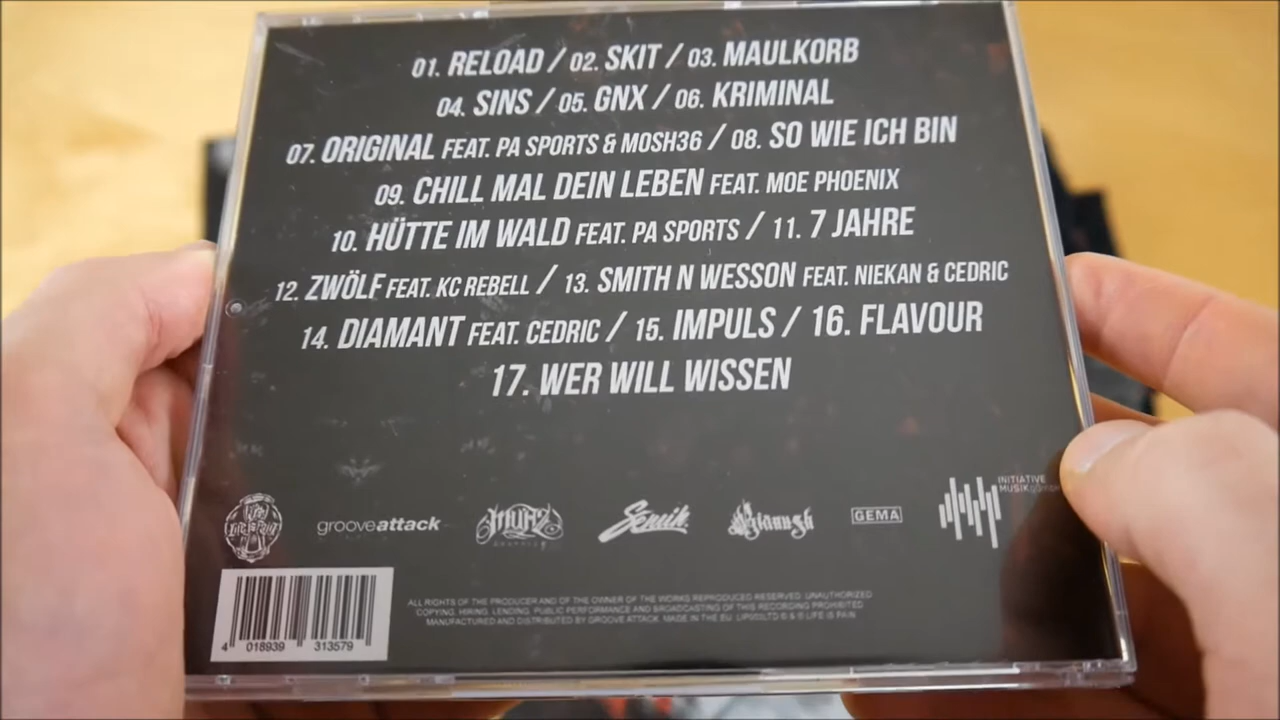 01. RELOAD / 02. SKIT / 03. MAULKORB
04. SINS / 05. GNX / 06. KRIMINAL
07. ORIGINAL FEAT. PA SPORTS & MOSH36 / 08. SO WIE ICH BIN
09. CHILL MAL DEIN LEBEN FEAT. MOE PHOENIX
10. HÜTTE IM WALD FEAT. PA SPORTS / 11. 7 JAHRE
12. ZWÖLF FEAT. KC REBELL / 13. SMITH N WESSON FEAT. NIEKAN & CEDRIC
14. DIAMANT FEAT. CEDRIC / 15. IMPULS / 16. FLAVOUR
17. WER WILL WISSEN
grooveattack
GEMA
INITIATIVE
MUSIK
ALL RIGHTS OF THE PRODUCER AND OF THE OWNER OF THE WORKS REPRODUCED RESERVED. UNAUTHORIZED
COPYING, HIRING, LENDING, PUBLIC PERFORMANCE AND BROADCASTING OF THIS RECORDING PROHIBITED
MANUFACTURED AND DISTRIBUTED BY GROOVE ATTACK. MADE IN THE EU. LIFE IS PAIN
4 018939 313579